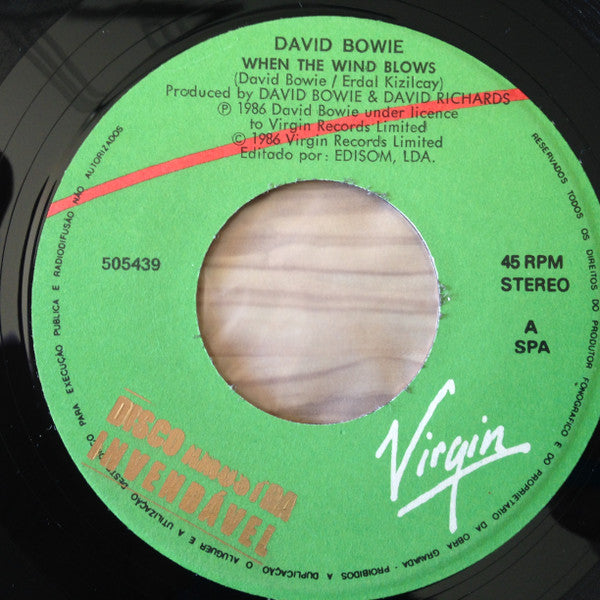 DAVID BOWIE
WHEN THE WIND BLOWS
(David Bowie / Erdal Kizilcay)
Produced by DAVID BOWIE & DAVID RICHARDS
℗ 1986 David Bowie under licence
to Virgin Records Limited
© 1986 Virgin Records Limited
Editado por: EDISOM, LDA.
505439
45 RPM
STEREO
A
SPA
Virgin
DISCO AMOSTRA
INVENDÁVEL
RESERVADOS TODOS OS DIREITOS DO PRODUTOR FONOGRÁFICO E DO PROPRIETÁRIO DA OBRA GRAVADA - PROIBIDOS A DUPLICAÇÃO O ALUGUER E A UTILIZAÇÃO PARA EXECUÇÃO PÚBLICA E RADIODIFUSÃO NÃO AUTORIZADOS